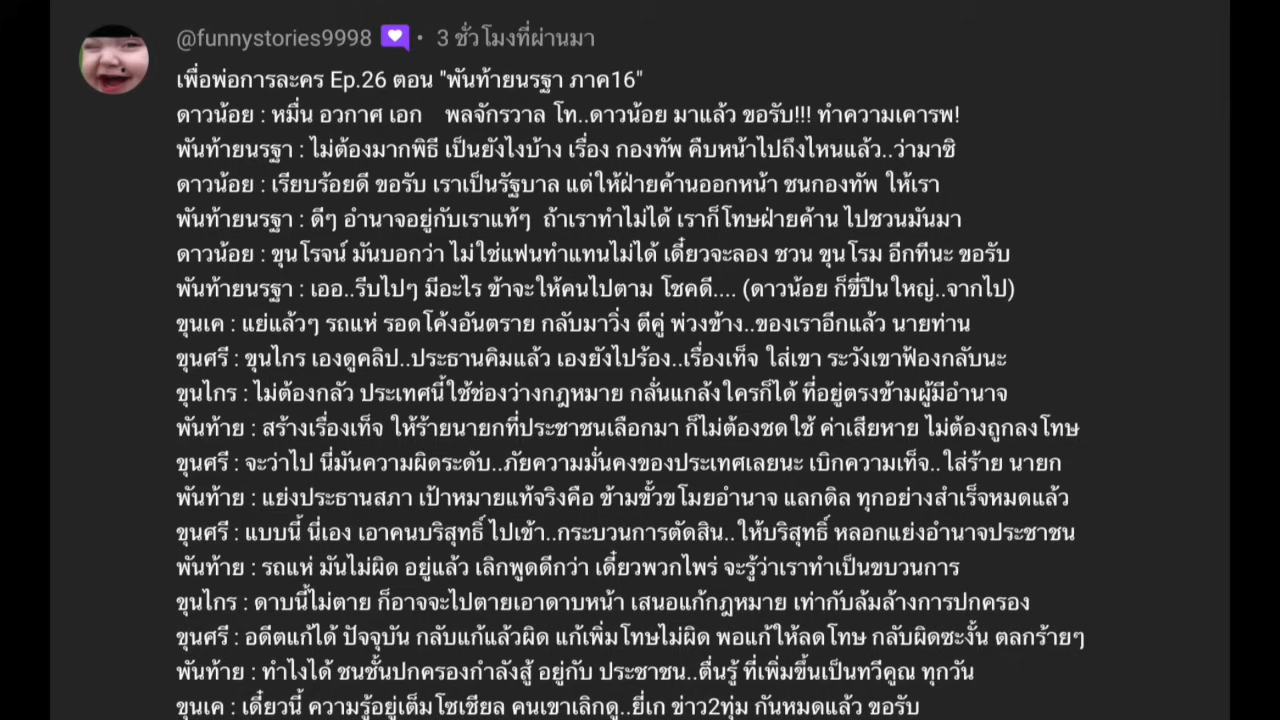 @funnystories9998 • 3 ชั่วโมงที่ผ่านมา
เพื่อพ่อการละคร Ep.26 ตอน "พันท้ายนรฐา ภาค16"
ดาวน้อย : หมื่น อวกาศ เอก พลจักรวาล โท..ดาวน้อย มาแล้ว ขอรับ!!! ทำความเคารพ!
พันท้ายนรฐา : ไม่ต้องมากพิธี เป็นยังไงบ้าง เรื่อง กองทัพ คืบหน้าไปถึงไหนแล้ว..ว่ามาซิ
ดาวน้อย : เรียบร้อยดี ขอรับ เราเป็นรัฐบาล แต่ให้ฝ่ายค้านออกหน้า ชนกองทัพ ให้เรา
พันท้ายนรฐา : ดีๆ อำนาจอยู่กับเราแท้ๆ ถ้าเราทำไม่ได้ เราก็โทษฝ่ายค้าน ไปชวนมันมา
ดาวน้อย : ขุนโรจน์ มันบอกว่า ไม่ใช่แฟนทำแทนไม่ได้ เดี๋ยวจะลอง ชวน ขุนโรม อีกทีนะ ขอรับ
พันท้ายนรฐา : เออ..รีบไปๆ มีอะไร ข้าจะให้คนไปตาม โชคดี.... (ดาวน้อย ก็ขี่ปืนใหญ่..จากไป)
ขุนเค : แย่แล้วๆ รถแห่ รอดโค้งอันตราย กลับมาวิ่ง ตีคู่ พ่วงข้าง..ของเราอีกแล้ว นายท่าน
ขุนศรี : ขุนไกร เองดูคลิป..ประธานคิมแล้ว เองยังไปร้อง..เรื่องเท็จ ใส่เขา ระวังเขาฟ้องกลับนะ
ขุนไกร : ไม่ต้องกลัว ประเทศนี้ใช้ช่องว่างกฎหมาย กลั่นแกล้งใครก็ได้ ที่อยู่ตรงข้ามผู้มีอำนาจ
พันท้าย : สร้างเรื่องเท็จ ให้ร้ายนายกที่ประชาชนเลือกมา ก็ไม่ต้องชดใช้ ค่าเสียหาย ไม่ต้องถูกลงโทษ
ขุนศรี : จะว่าไป นี่มันความผิดระดับ..ภัยความมั่นคงของประเทศเลยนะ เบิกความเท็จ..ใส่ร้าย นายก
พันท้าย : แย่งประธานสภา เป้าหมายแท้จริงคือ ข้ามขั้วขโมยอำนาจ แลกดิล ทุกอย่างสำเร็จหมดแล้ว
ขุนศรี : แบบนี้ นี่เอง เอาคนบริสุทธิ์ ไปเข้า..กระบวนการตัดสิน..ให้บริสุทธิ์ หลอกแย่งอำนาจประชาชน
พันท้าย : รถแห่ มันไม่ผิด อยู่แล้ว เลิกพูดดีกว่า เดี๋ยวพวกไพร่ จะรู้ว่าเราทำเป็นขบวนการ
ขุนไกร : ดาบนี้ไม่ตาย ก็อาจจะไปตายเอาดาบหน้า เสนอแก้กฎหมาย เท่ากับล้มล้างการปกครอง
ขุนศรี : อดีตแก้ได้ ปัจจุบัน กลับแก้แล้วผิด แก้เพิ่มโทษไม่ผิด พอแก้ให้ลดโทษ กลับผิดซะงั้น ตลกร้ายๆ
พันท้าย : ทำไงได้ ชนชั้นปกครองกำลังสู้ อยู่กับ ประชาชน..ตื่นรู้ ที่เพิ่มขึ้นเป็นทวีคูณ ทุกวัน
ขุนเค : เดี๋ยวนี้ ความรู้อยู่เต็มโซเชียล คนเขาเลิกดู..ยี่เก ข่าว2ทุ่ม กันหมดแล้ว ขอรับ